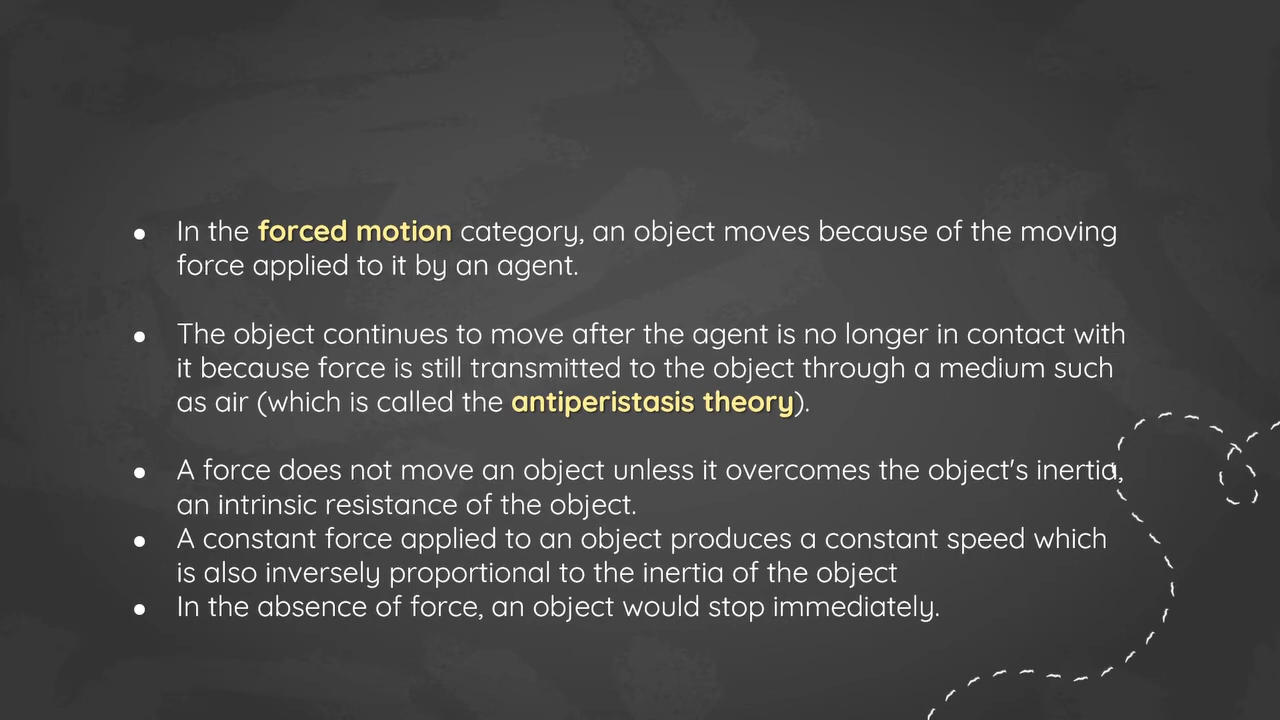 ● In the forced motion category, an object moves because of the moving
force applied to it by an agent.
● The object continues to move after the agent is no longer in contact with
it because force is still transmitted to the object through a medium such
as air (which is called the antiperistasis theory).
● A force does not move an object unless it overcomes the object's inertia,
an intrinsic resistance of the object.
● A constant force applied to an object produces a constant speed which
is also inversely proportional to the inertia of the object
● In the absence of force, an object would stop immediately.